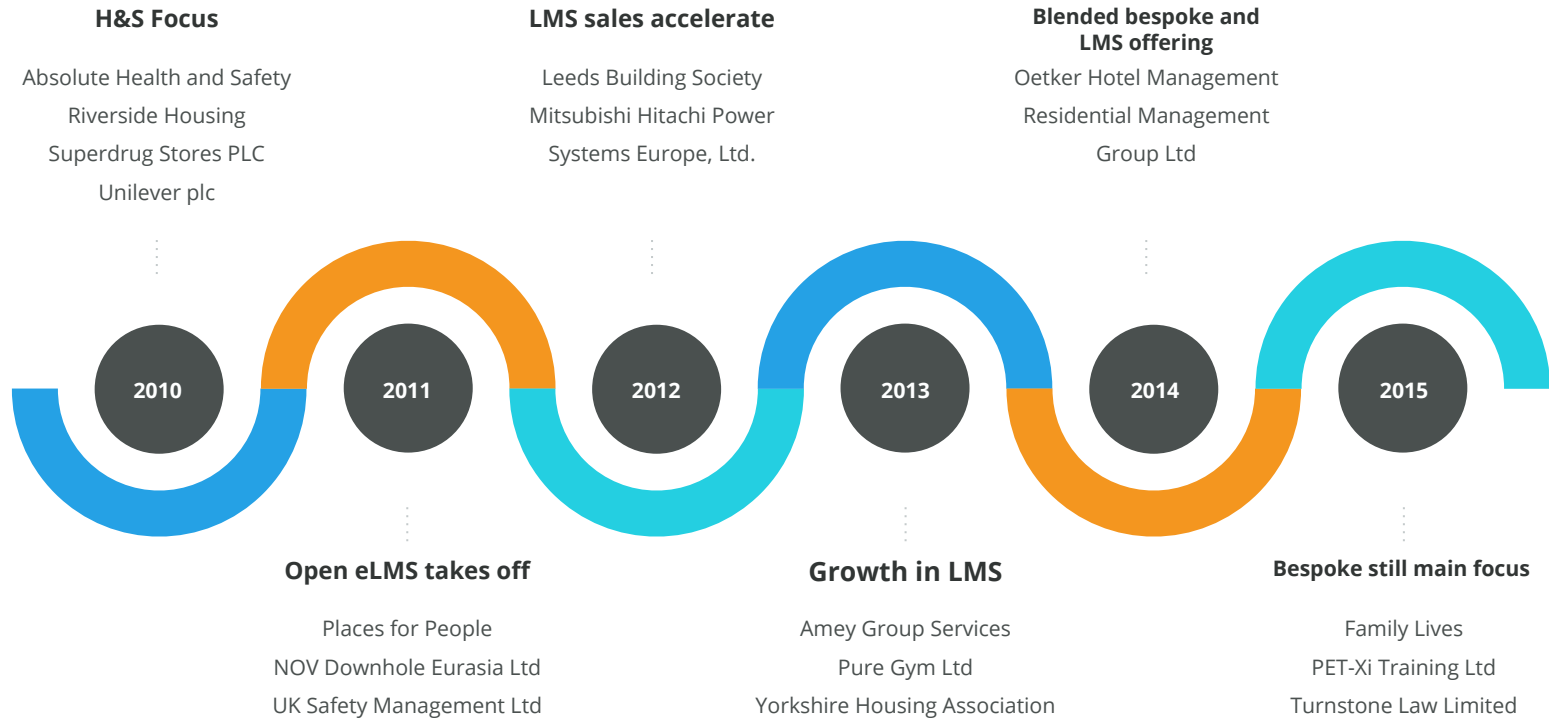 H&S Focus
Absolute Health and Safety
Riverside Housing
Superdrug Stores PLC
Unilever plc
LMS sales accelerate
Leeds Building Society
Mitsubishi Hitachi Power
Systems Europe, Ltd.
Blended bespoke and
LMS offering
Oetker Hotel Management
Residential Management
Group Ltd
2010
2011
2012
2013
2014
2015
Open eLMS takes off
Places for People
NOV Downhole Eurasia Ltd
UK Safety Management Ltd
Growth in LMS
Amey Group Services
Pure Gym Ltd
Yorkshire Housing Association
Bespoke still main focus
Family Lives
PET-Xi Training Ltd
Turnstone Law Limited